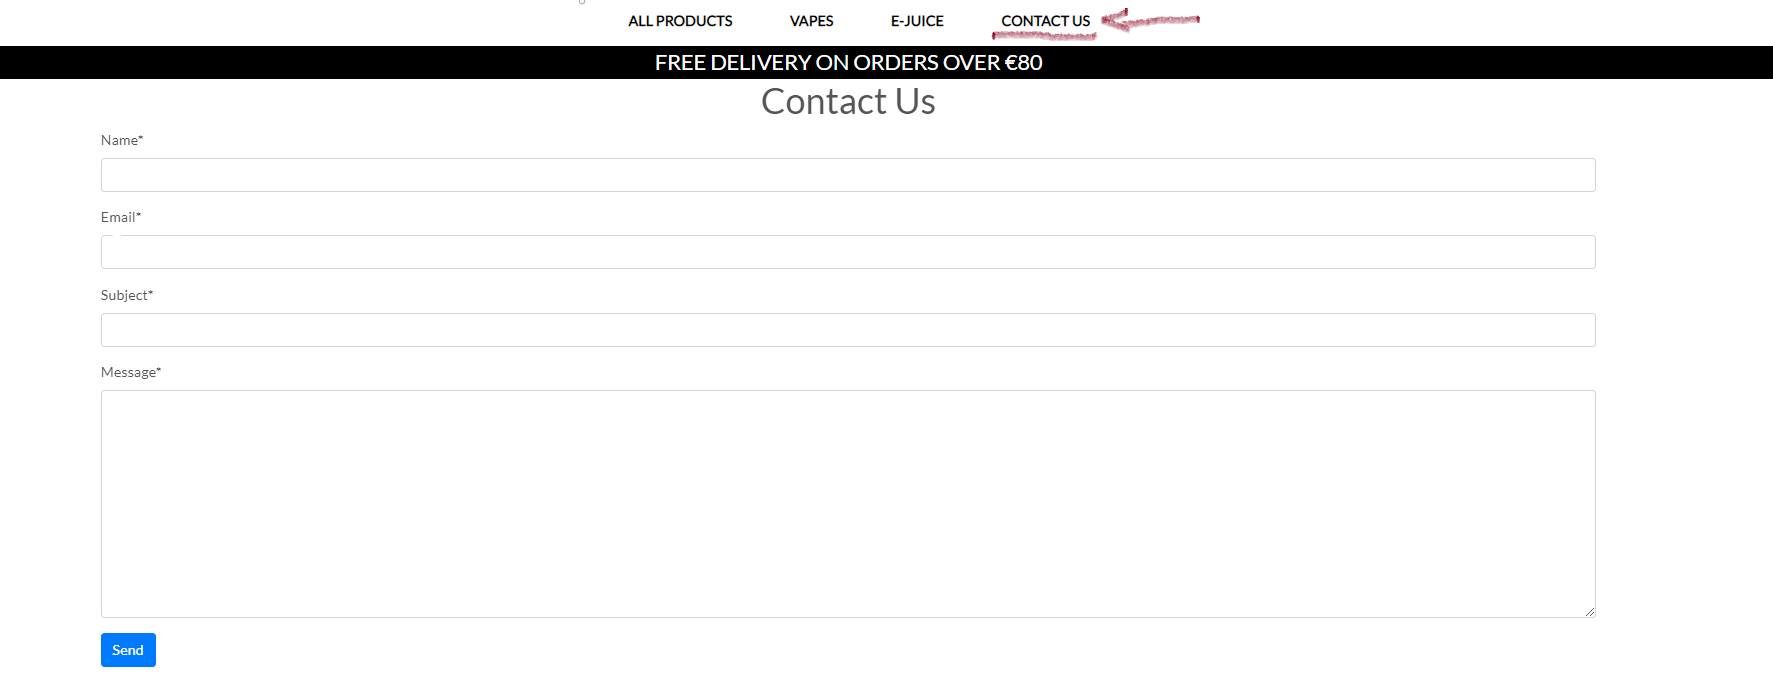 ALL PRODUCTS VAPES E-JUICE CONTACT US
FREE DELIVERY ON ORDERS OVER €80
Contact Us
Name*
Email*
Subject*
Message*
Send